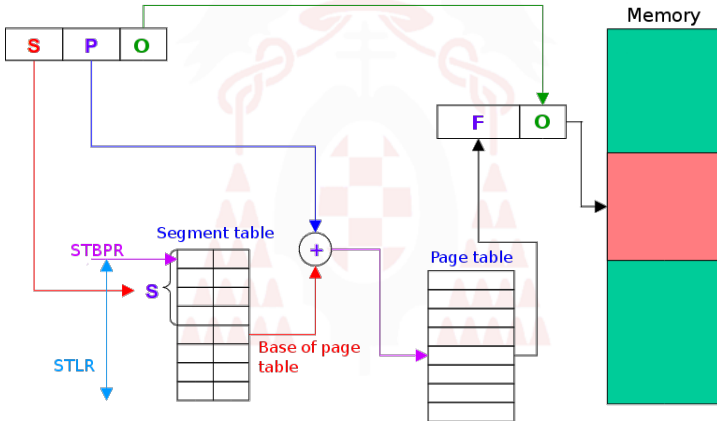 Memory
S P O
F O
Segment table
STBPR
+
Page table
S
Base of page
table
STLR